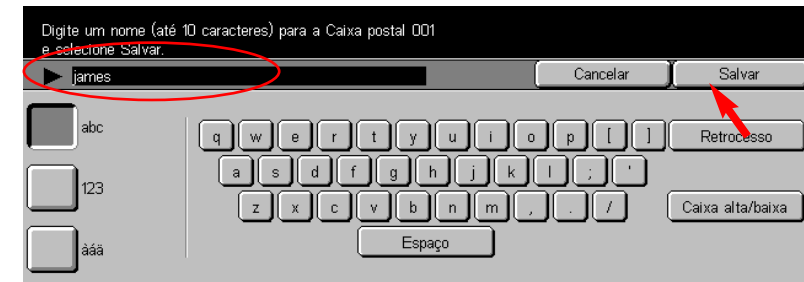 Digite um nome (até 10 caracteres) para a Caixa postal 001
e selecione Salvar.
james Cancelar Salvar
abc
q w e r t y u i o p [ ] Retrocesso
a s d f g h j k l ; '
123
z x c v b n m , . / Caixa alta/baixa
Espaço
àáä